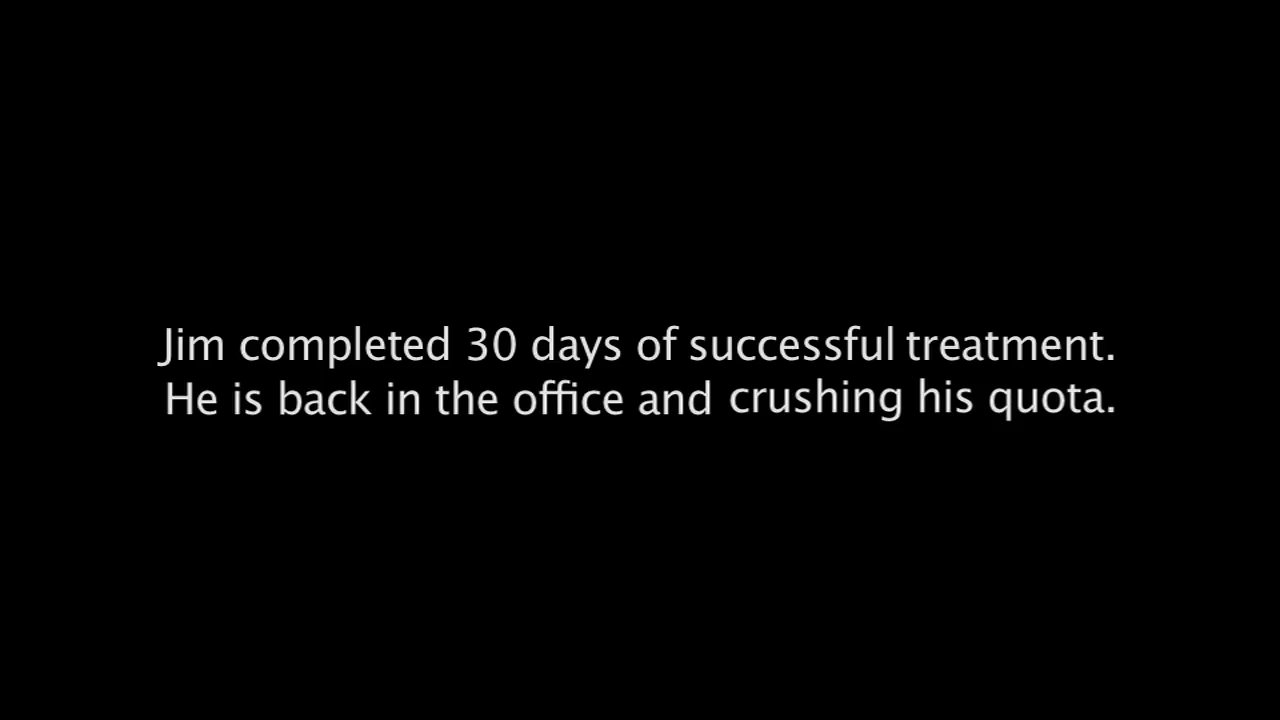 Jim completed 30 days of successful treatment.
He is back in the office and crushing his quota.